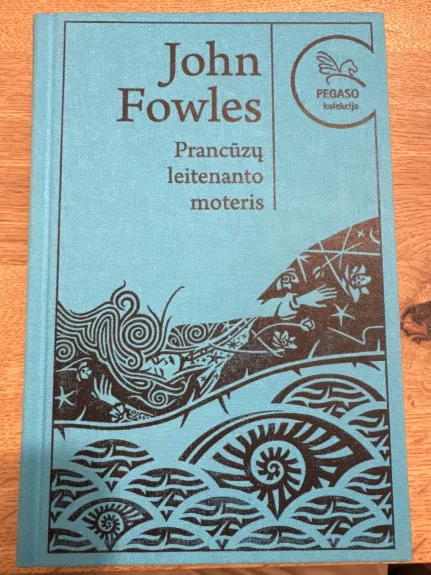 John
Fowles
Prancūzų
leitenanto
moteris
PEGASO
kolekcija